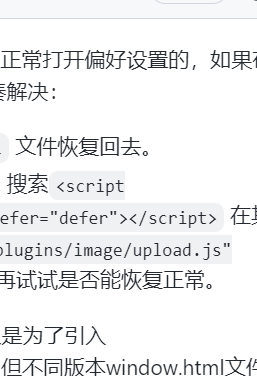 正常打开偏好设置的，如果在
奏解决：
文件恢复回去。
搜索<script
efer="defer"></script> 在其
plugins/image/upload.js"
再试试是否能恢复正常。
是为了引入
但不同版本window.html文件